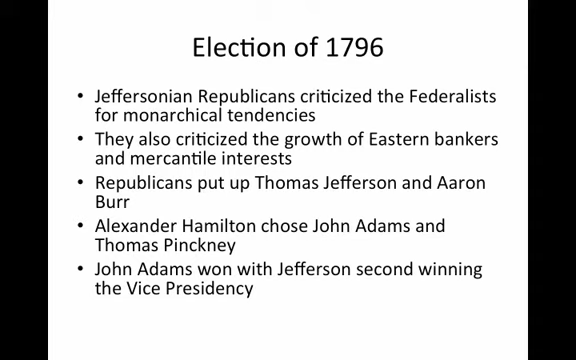 Election of 1796
• Jeffersonian Republicans criticized the Federalists
for monarchical tendencies
• They also criticized the growth of Eastern bankers
and mercantile interests
• Republicans put up Thomas Jefferson and Aaron
Burr
• Alexander Hamilton chose John Adams and
Thomas Pinckney
• John Adams won with Jefferson second winning
the Vice Presidency